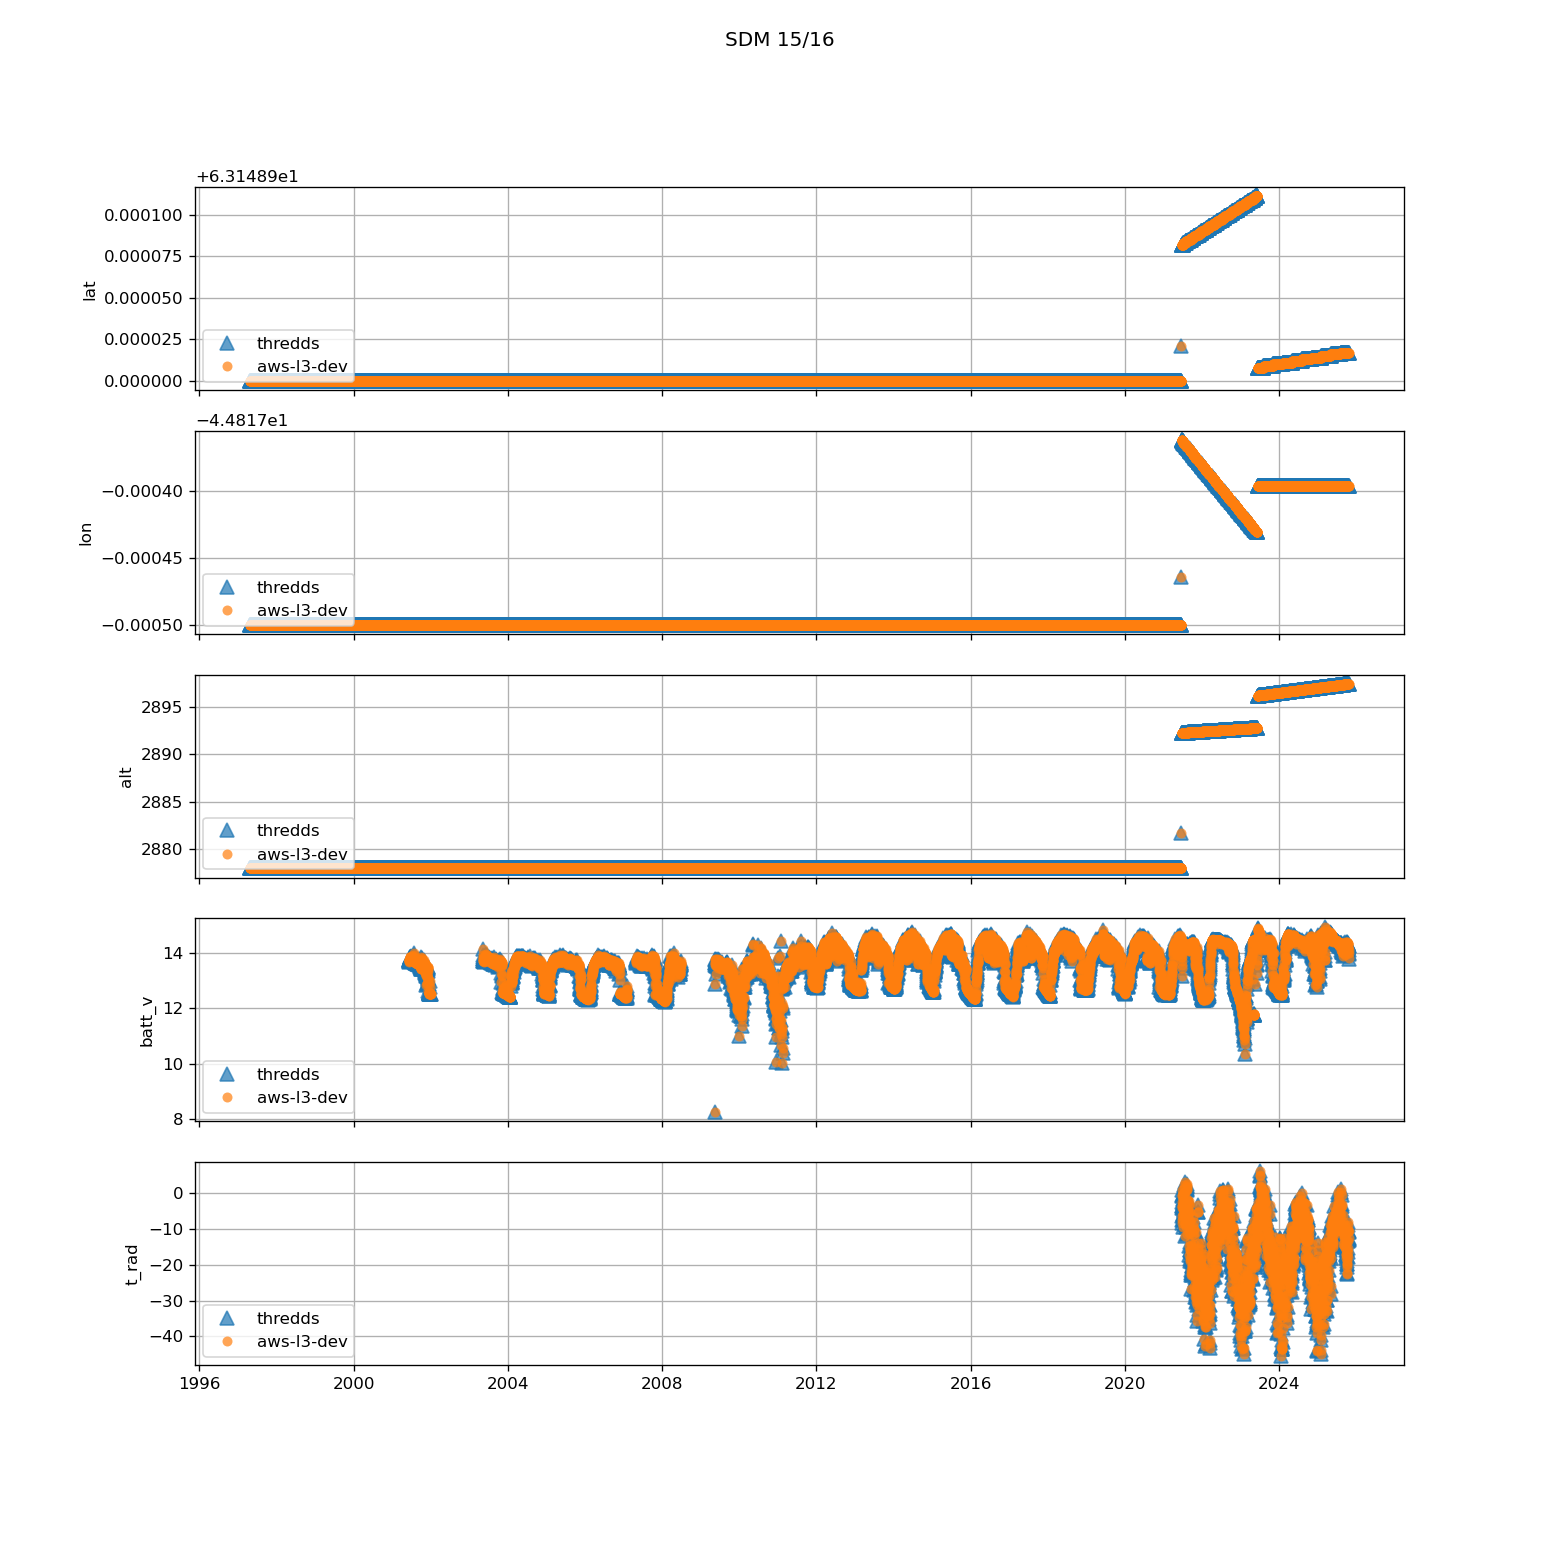 SDM 15/16
+6.31489e1
0.000100
0.000075
0.000050
0.000025
0.000000
lat
thredds
aws-l3-dev
−4.4817e1
−0.00040
−0.00045
−0.00050
lon
thredds
aws-l3-dev
2895
2890
2885
2880
alt
thredds
aws-l3-dev
14
12
10
8
batt_v
thredds
aws-l3-dev
0
−10
−20
−30
−40
t_rad
thredds
aws-l3-dev
1996 2000 2004 2008 2012 2016 2020 2024